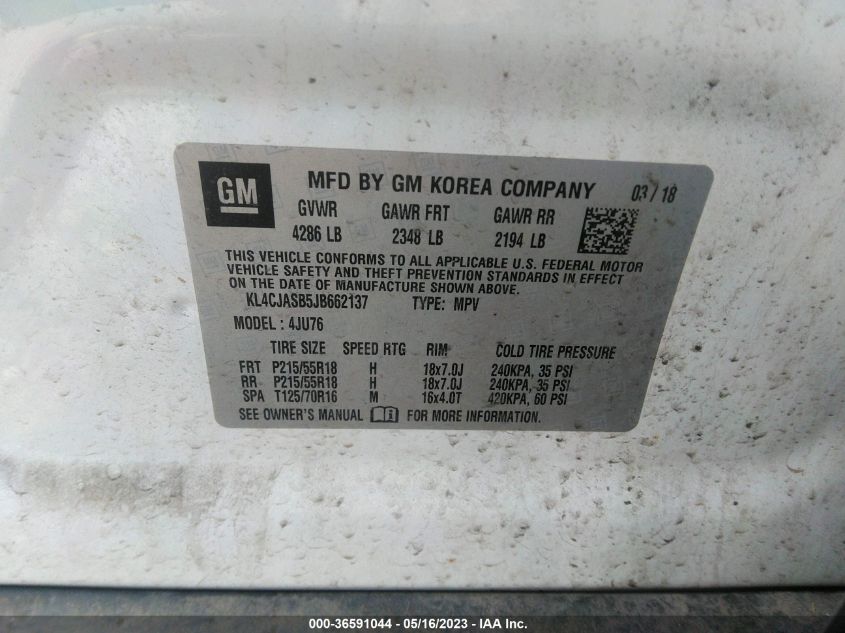 GM
MFD BY GM KOREA COMPANY 03/18
GVWR GAWR FRT GAWR RR
4286 LB 2348 LB 2194 LB
THIS VEHICLE CONFORMS TO ALL APPLICABLE U.S. FEDERAL MOTOR
VEHICLE SAFETY AND THEFT PREVENTION STANDARDS IN EFFECT
ON THE DATE OF MANUFACTURE SHOWN ABOVE.
KL4CJASB5JB662137 TYPE: MPV
MODEL: 4JU76
TIRE SIZE SPEED RTG RIM COLD TIRE PRESSURE
FRT P215/55R18 H 18x7.0J 240KPA, 35 PSI
RR P215/55R18 H 18x7.0J 240KPA, 35 PSI
SPA T125/70R16 M 16x4.0T 420KPA, 60 PSI
SEE OWNER'S MANUAL FOR MORE INFORMATION.
000-36591044 - 05/16/2023 - IAA Inc.